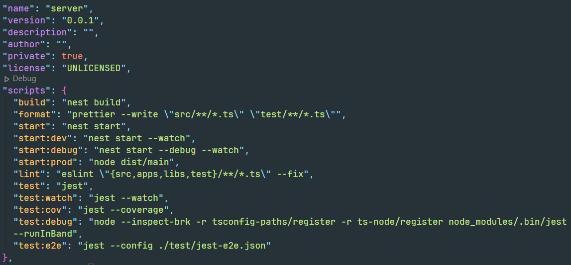 "name": "server",
"version": "0.0.1",
"description": "",
"author": "",
"private": true,
"license": "UNLICENSED",
Debug
"scripts": {
"build": "nest build",
"format": "prettier --write \"src/**/*.ts\" \"test/**/*.ts\"",
"start": "nest start",
"start:dev": "nest start --watch",
"start:debug": "nest start --debug --watch",
"start:prod": "node dist/main",
"lint": "eslint \"{src,apps,libs,test}/**/*.ts\" --fix",
"test": "jest",
"test:watch": "jest --watch",
"test:cov": "jest --coverage",
"test:debug": "node --inspect-brk -r tsconfig-paths/register -r ts-node/register node_modules/.bin/jest
--runInBand",
"test:e2e": "jest --config ./test/jest-e2e.json"
},